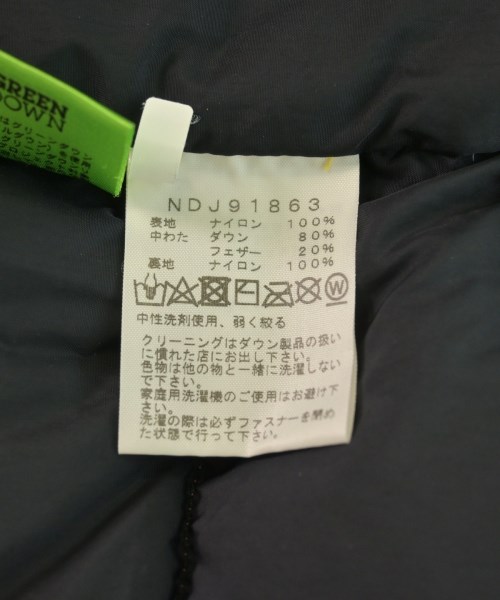 GREEN
DOWN
NDJ91863
表地 ナイロン 100%
中わた ダウン 80%
フェザー 20%
裏地 ナイロン 100%
W
中性洗剤使用、弱く絞る
クリーニングはダウン製品の扱い
に慣れた店にお出し下さい。
色物は他の物と一緒に洗濯しない
で下さい。
家庭用洗濯機のご使用はお避け下
さい。
洗濯の際は必ずファスナーを閉め
た状態で行って下さい。